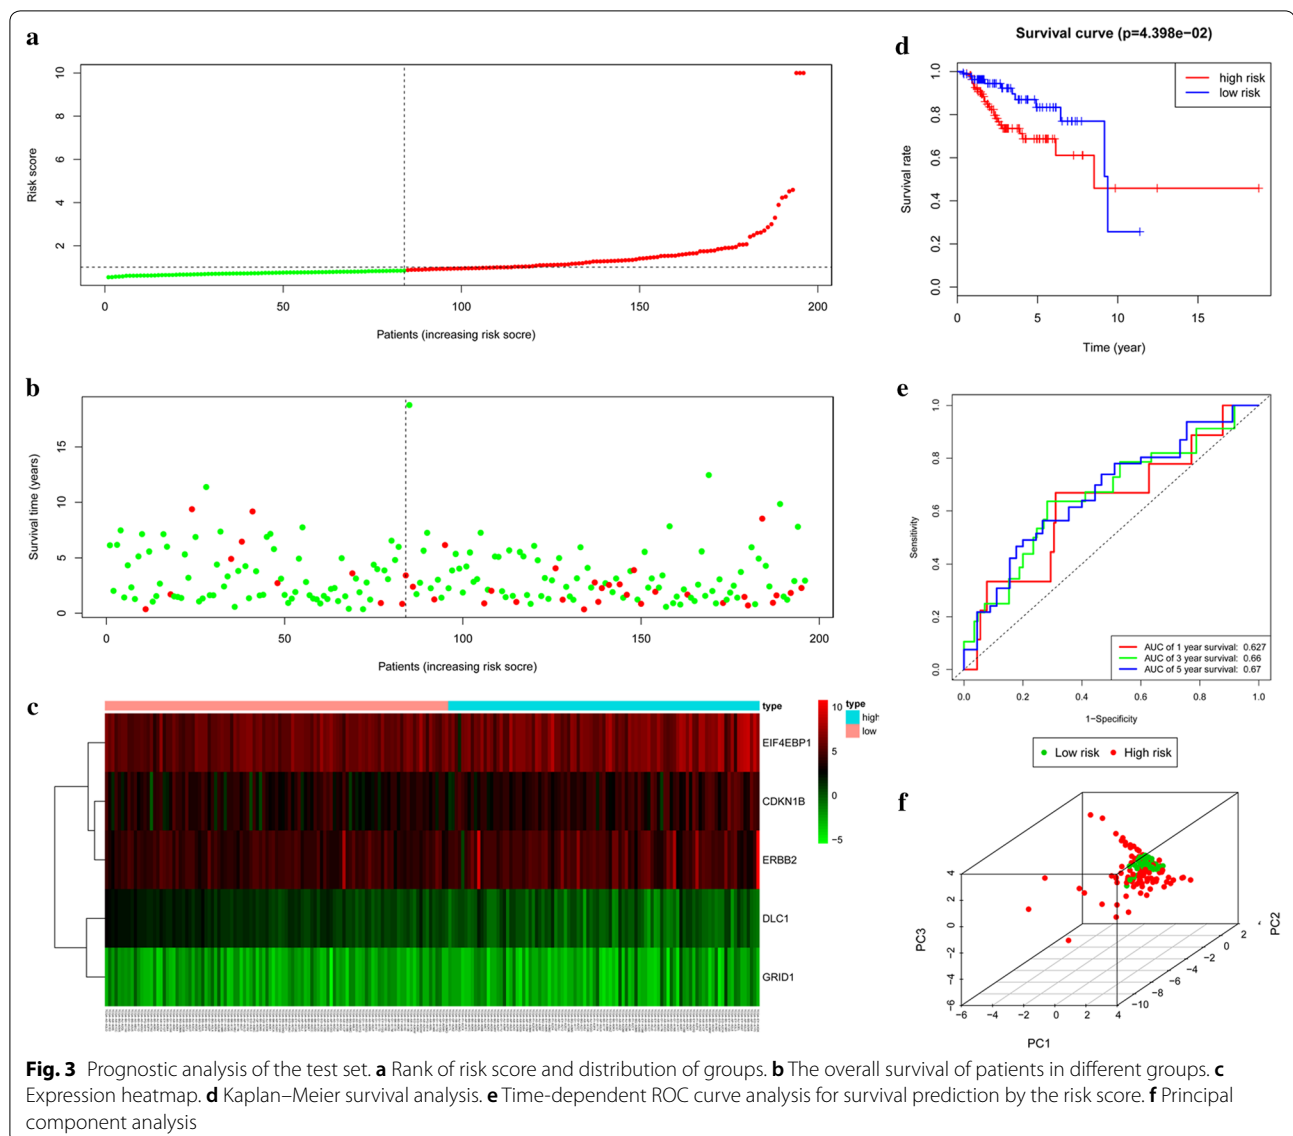 a
Risk score
10
8
6
4
2
0
50
100
150
200
Patients (increasing risk socre)
b
Survival time (years)
15
10
5
0
0
50
100
150
200
Patients (increasing risk socre)
c
type
EIF4EBP1
CDKN1B
ERBB2
DLC1
GRID1
10
5
0
−5
type
high
low
d
Survival curve (p=4.398e−02)
high risk
low risk
Survival rate
1.0
0.8
0.6
0.4
0.2
0.0
0
5
10
15
Time (year)
e
Sensitivity
1.0
0.8
0.6
0.4
0.2
0.0
AUC of 1 year survival: 0.627
AUC of 3 year survival: 0.66
AUC of 5 year survival: 0.67
0.0
0.2
0.4
0.6
0.8
1.0
1−Specificity
Low risk
High risk
f
PC3
4
2
0
−2
−4
−6
−6
−4
−2
0
2
4
PC1
−10
−8
−6
−4
−2
0
2
PC2
Fig. 3 Prognostic analysis of the test set. a Rank of risk score and distribution of groups. b The overall survival of patients in different groups. c
Expression heatmap. d Kaplan–Meier survival analysis. e Time-dependent ROC curve analysis for survival prediction by the risk score. f Principal
component analysis